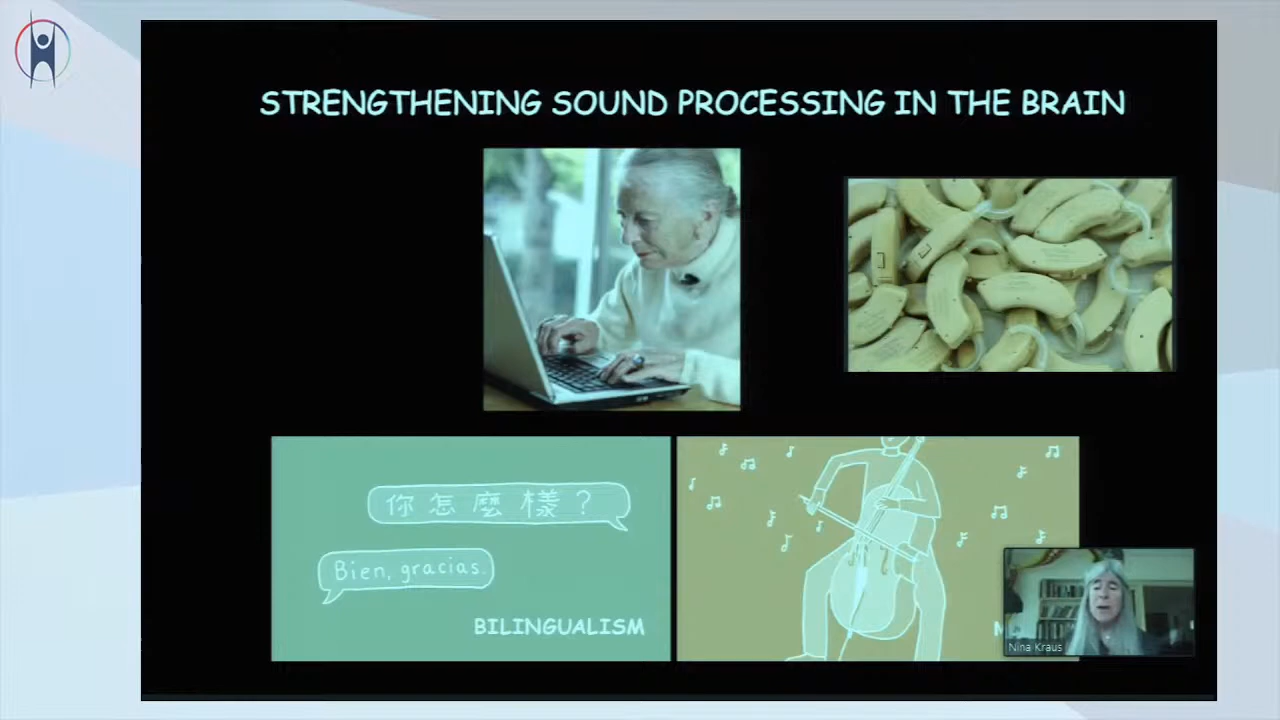 STRENGTHENING SOUND PROCESSING IN THE BRAIN
你怎麼樣？
Bien, gracias.
BILINGUALISM
Nina Kraus